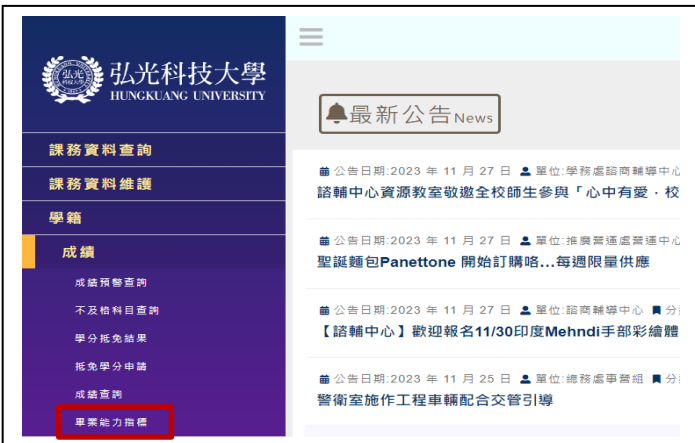 弘光科技大學
HUNGKUANG UNIVERSITY
課務資料查詢
課務資料維護
學籍
成績
成績預警查詢
不及格科目查詢
學分抵免結果
抵免學分申請
成績查詢
畢業能力指標
最新公告News
公告日期:2023 年 11 月 27 日 單位:學務處諮商輔導中心
諮輔中心資源教室敬邀全校師生參與「心中有愛．校
公告日期:2023 年 11 月 27 日 單位:推廣營運處營運中心
聖誕麵包Panettone 開始訂購咯...每週限量供應
公告日期:2023 年 11 月 27 日 單位:諮商輔導中心 分
【諮輔中心】歡迎報名11/30印度Mehndi手部彩繪體
公告日期:2023 年 11 月 25 日 單位:總務處事營組 分
警衛室施作工程車輛配合交管引導